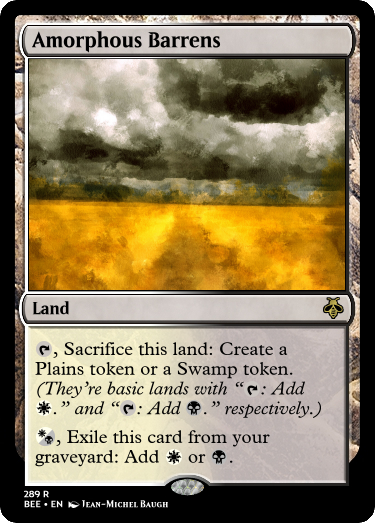 Amorphous Barrens
Land
, Sacrifice this land: Create a
Plains token or a Swamp token.
(They're basic lands with “: Add
.” and “: Add .” respectively.)
, Exile this card from your
graveyard: Add or .
289 R
BEE • EN Jean-Michel Baugh